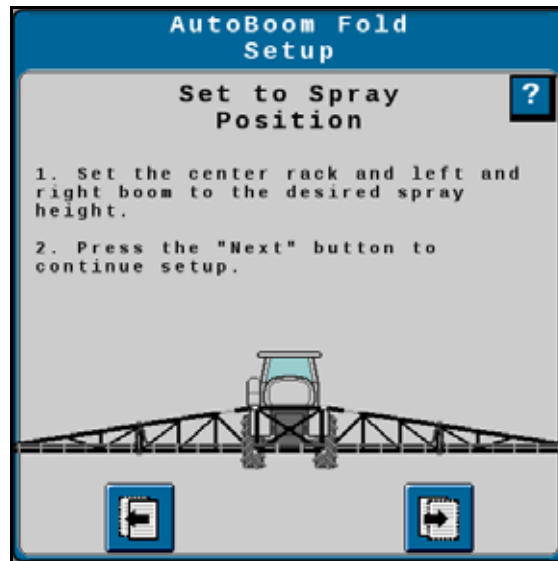 AutoBoom Fold
Setup
Set to Spray
Position
?
1. Set the center rack and left and
right boom to the desired spray
height.
2. Press the "Next" button to
continue setup.